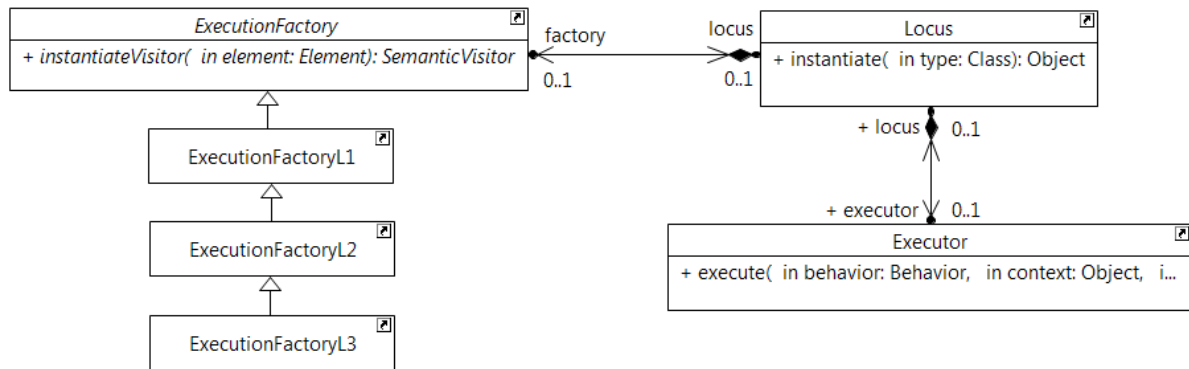 ExecutionFactory
+ instantiateVisitor( in element: Element): SemanticVisitor
factory
0..1
locus
0..1
Locus
+ instantiate( in type: Class): Object
+ locus
0..1
ExecutionFactoryL1
+ executor
0..1
ExecutionFactoryL2
Executor
+ execute( in behavior: Behavior, in context: Object, i...
ExecutionFactoryL3